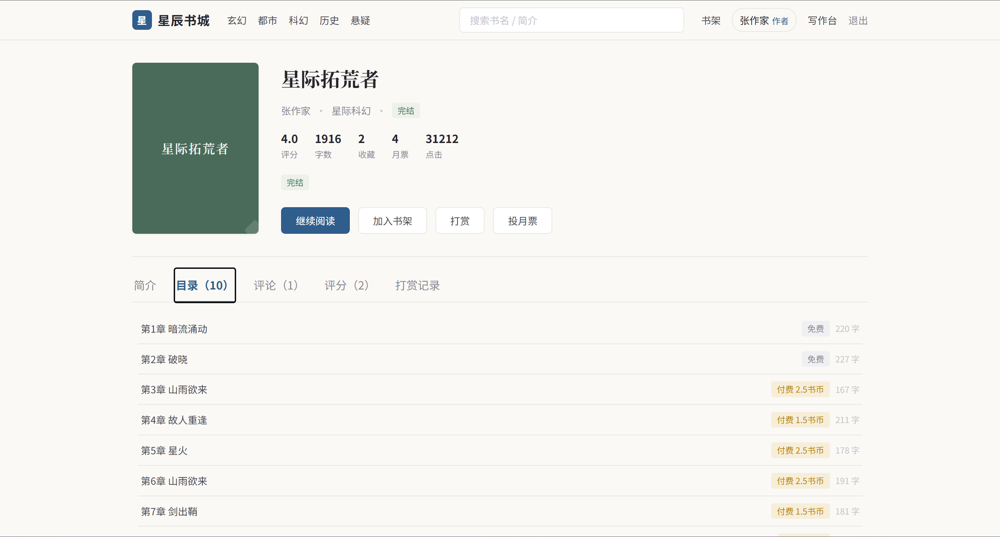 星 星辰书城 玄幻 都市 科幻 历史 悬疑 搜索书名 / 简介 书架 张作家 作者 写作台 退出
星际拓荒者
星际拓荒者
张作家 • 星际科幻 • 完结
4.0 1916 2 4 31212
评分 字数 收藏 月票 点击
完结
继续阅读 加入书架 打赏 投月票
简介 目录（10） 评论（1） 评分（2） 打赏记录
第1章 暗流涌动 免费 220 字
第2章 破晓 免费 227 字
第3章 山雨欲来 付费 2.5书币 167 字
第4章 故人重逢 付费 1.5书币 211 字
第5章 星火 付费 2.5书币 178 字
第6章 山雨欲来 付费 2.5书币 191 字
第7章 剑出鞘 付费 1.5书币 181 字